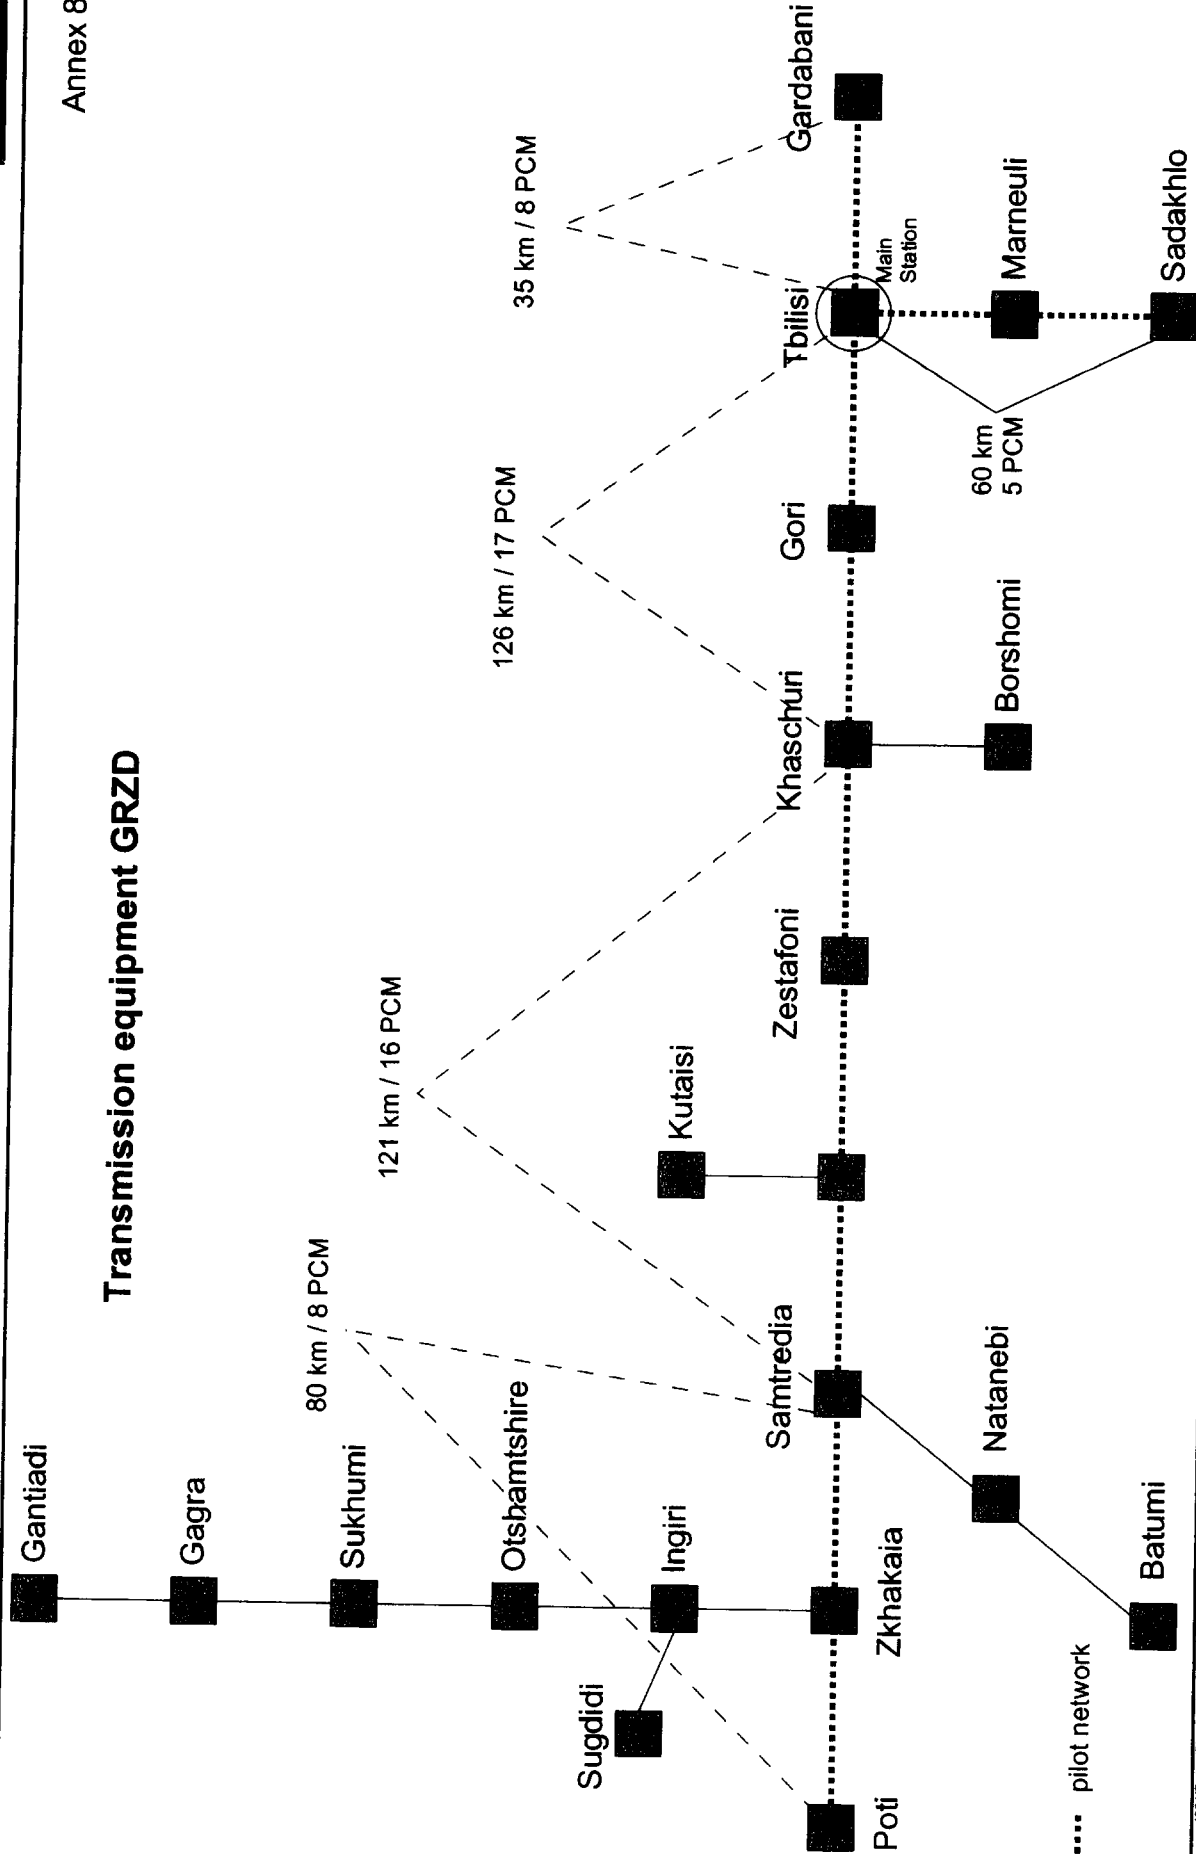 Annex 8
Transmission equipment GRZD
Gantiadi
Gagra
Sukhumi
80 km / 8 PCM
121 km / 16 PCM
126 km / 17 PCM
35 km / 8 PCM
Otshamtshire
Ingiri
Sugdidi
Kutaisi
Samtredia
Zestafoni
Khaschuri
Gori
Tbilisi
Gardabani
Main
Station
Poti
Zkhakaia
Natanebi
Borshomi
60 km
5 PCM
Marneuli
Batumi
Sadakhlo
pilot network